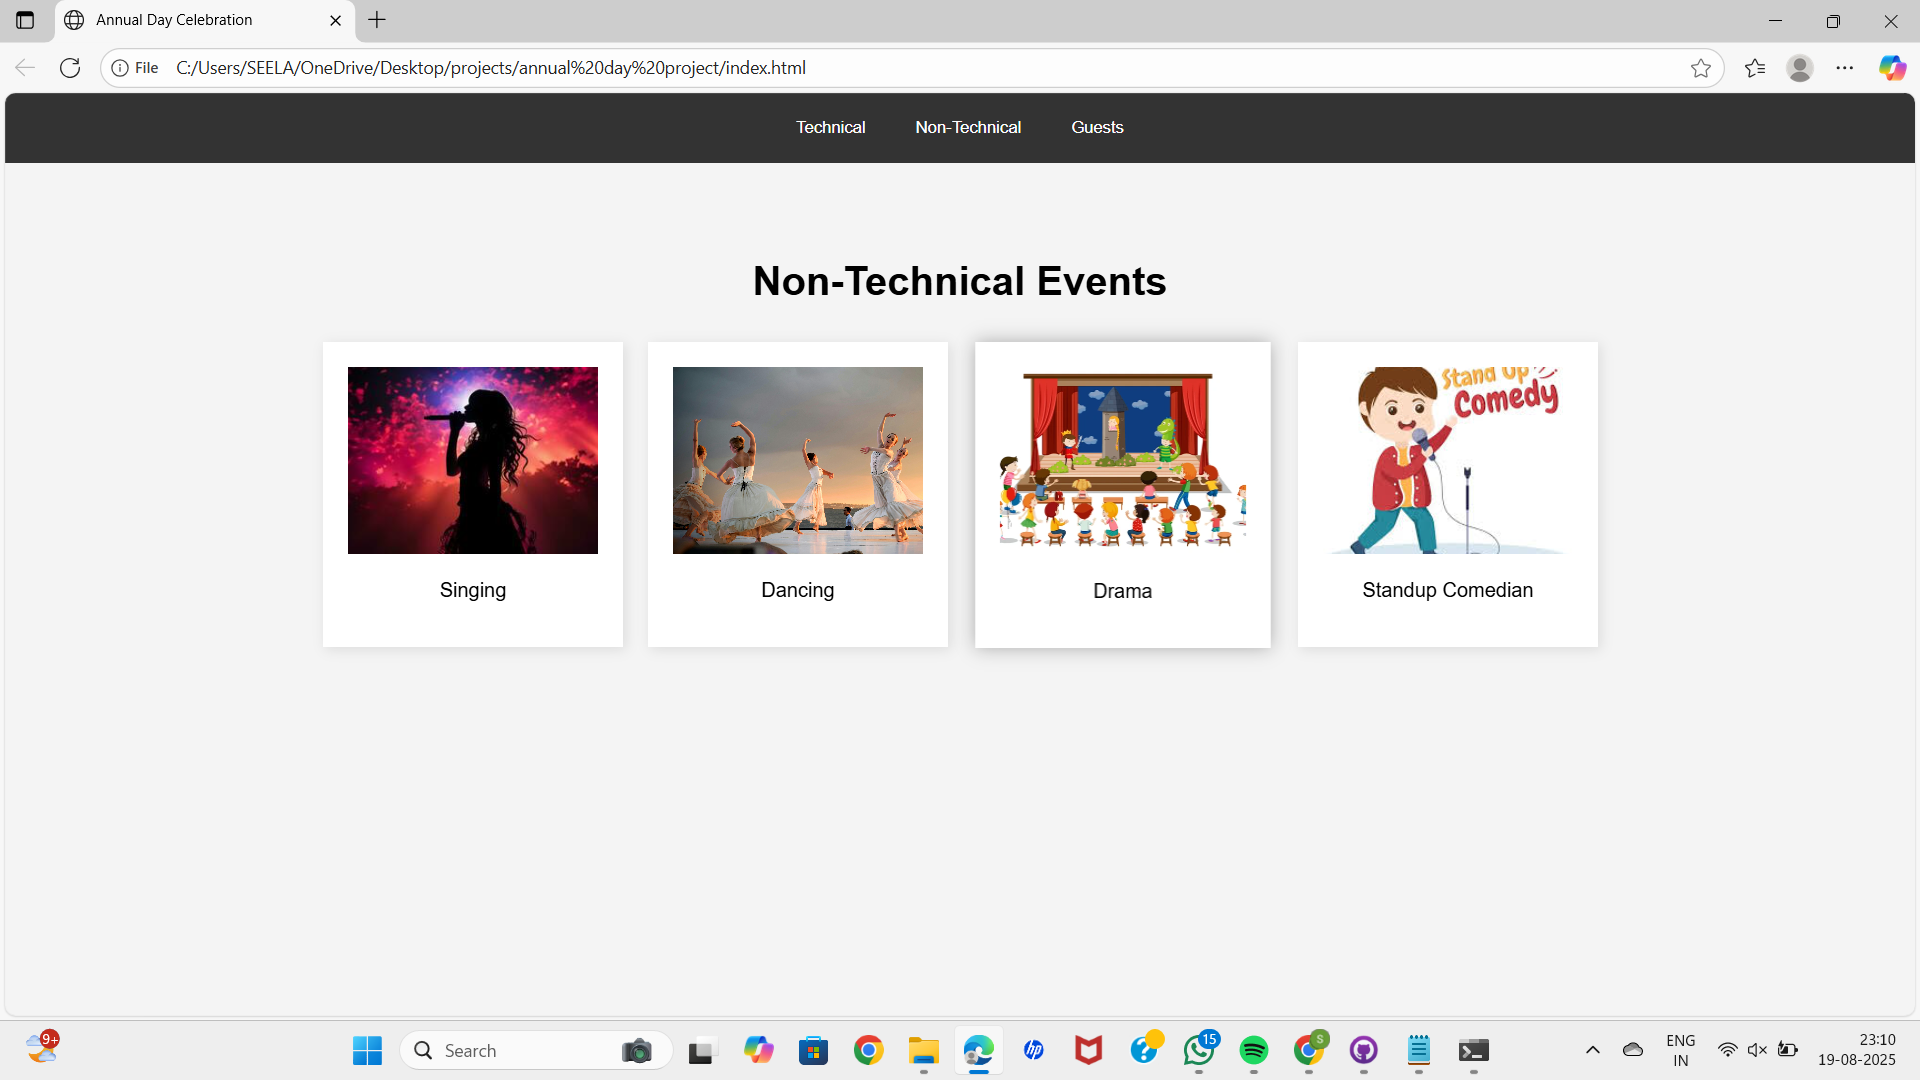 Annual Day Celebration
File C:/Users/SEELA/OneDrive/Desktop/projects/annual%20day%20project/index.html
Technical Non-Technical Guests
Non-Technical Events
Stand Up
Comedy
Singing Dancing Drama Standup Comedian
9+
Search
hp
15
S
ENG
IN
23:10
19-08-2025